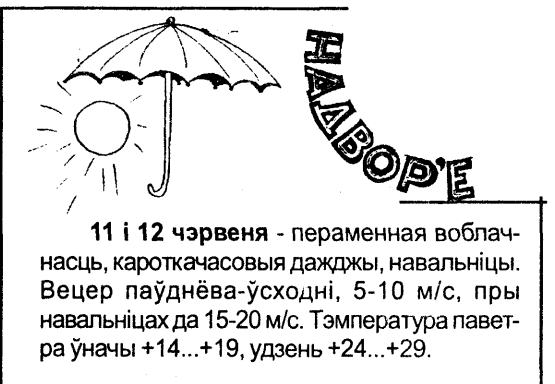 НАДВОР'Е
11 і 12 чэрвеня - пераменная воблач-
насць, кароткачасовыя дажджы, навальніцы.
Вецер паўднёва-ўсходні, 5-10 м/с, пры
навальніцах да 15-20 м/с. Тэмпература павет-
ра ўначы +14...+19, удзень +24...+29.